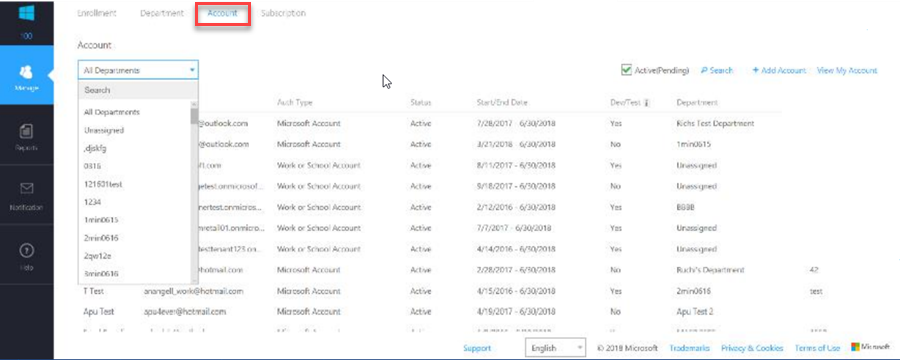 Enrollment Department Account Subscription
100
Account
Manage
All Departments
Active(Pending) Search + Add Account View My Account
Search
Auth Type Status Start/End Date Dev/Test Department
All Departments
@outlook.com Microsoft Account Active 7/28/2017 - 6/30/2018 Yes Richs Test Department
Unassigned
Reports
@outlook.com Microsoft Account Active 3/21/2018 - 6/30/2018 No 1min0615
,djskfg
ft.com Work or School Account Active 8/11/2017 - 6/30/2018 Yes Unassigned
0316
121831test
getest.onmicrosof... Work or School Account Active 9/18/2017 - 6/30/2018 No Unassigned
Notification
1234
nertest.onmicros... Work or School Account Active 2/12/2016 - 6/30/2018 Yes BBBB
1min0615
mretail01.onmicro... Work or School Account Active 7/7/2017 - 6/30/2018 Yes Unassigned
2min0616
testtenant123.on... Work or School Account Active 4/14/2016 - 6/30/2018 Yes Unassigned
2qw12e
Help
3min0616
@hotmail.com Microsoft Account Active 2/28/2017 - 6/30/2018 No Ruchi's Department 42
T Test anangell_work@hotmail.com Microsoft Account Active 4/15/2016 - 6/30/2018 Yes 2min0616 test
Apu Test apu4ever@hotmail.com Microsoft Account Active 4/19/2017 - 6/30/2018 No Apu Test 2
Support English © 2018 Microsoft Trademarks Privacy & Cookies Terms of Use Microsoft